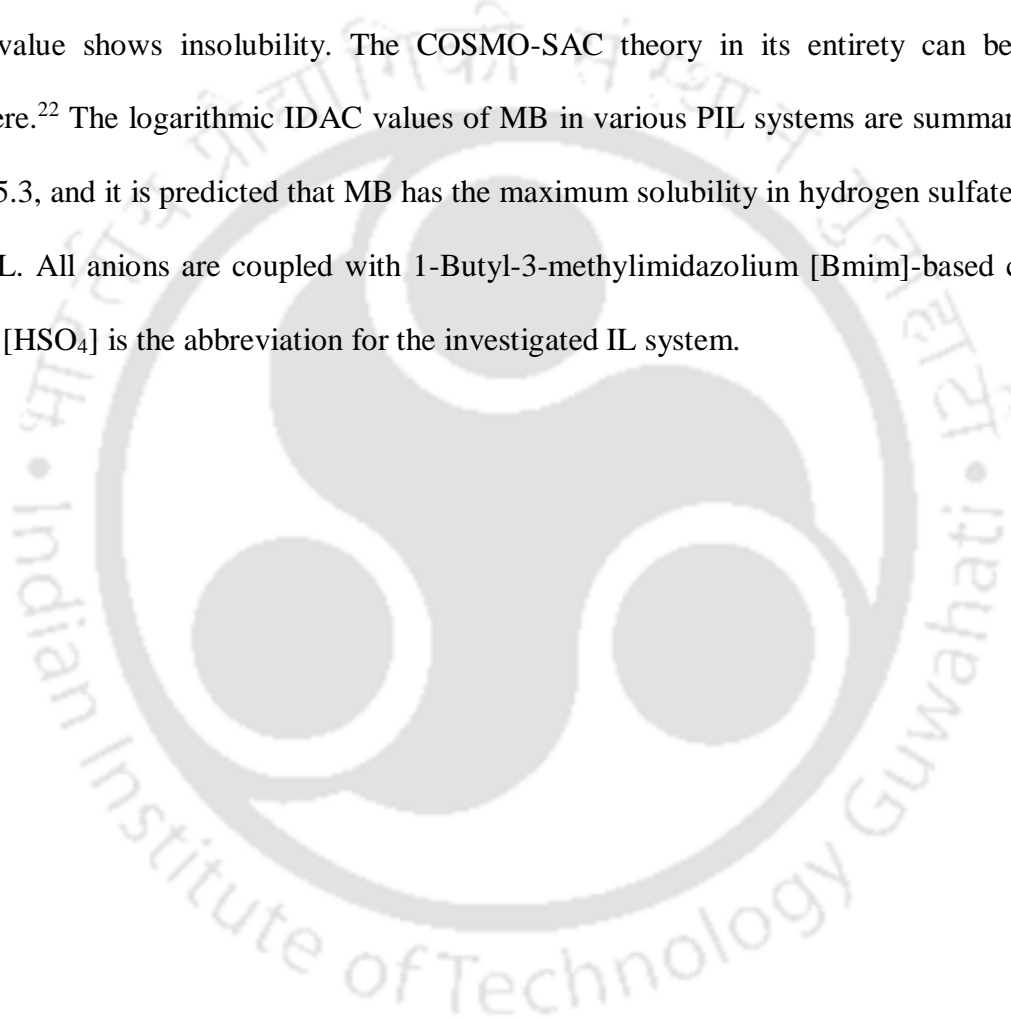 value shows insolubility. The COSMO-SAC theory in its entirety can be
ere.²² The logarithmic IDAC values of MB in various PIL systems are summar
5.3, and it is predicted that MB has the maximum solubility in hydrogen sulfate
L. All anions are coupled with 1-Butyl-3-methylimidazolium [Bmim]-based c
[HSO₄] is the abbreviation for the investigated IL system.
Indian Institute of Technology Guwahati